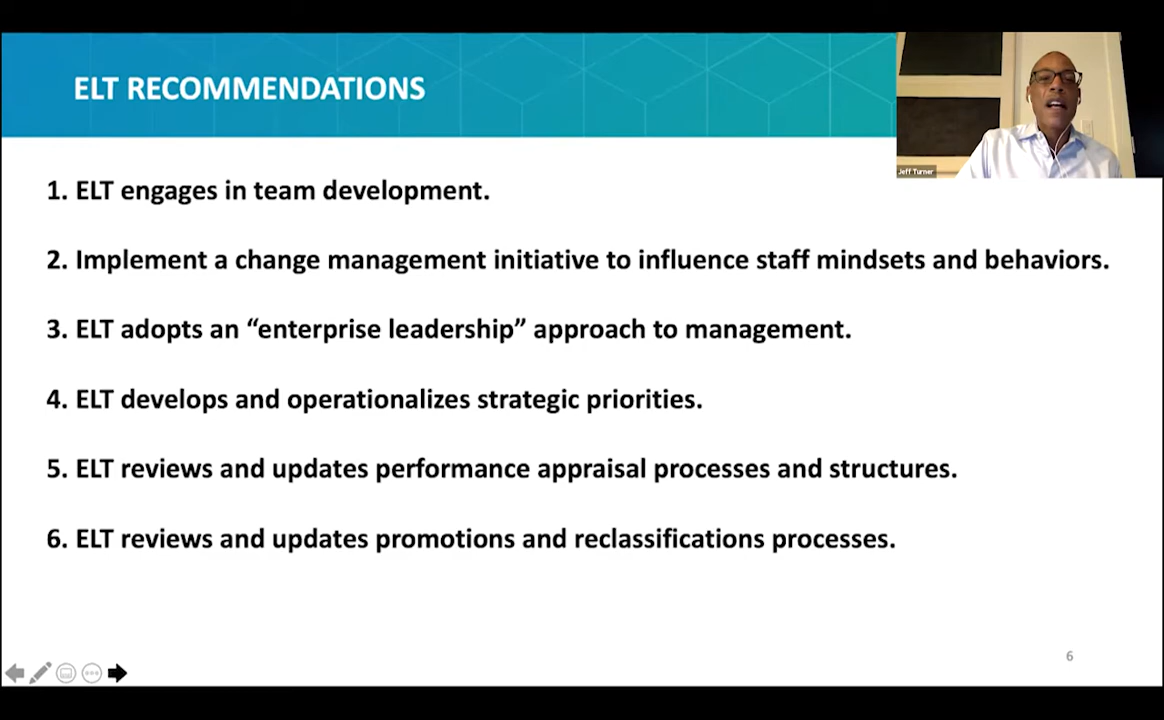 ELT RECOMMENDATIONS
Jeff Turner
1. ELT engages in team development.
2. Implement a change management initiative to influence staff mindsets and behaviors.
3. ELT adopts an “enterprise leadership” approach to management.
4. ELT develops and operationalizes strategic priorities.
5. ELT reviews and updates performance appraisal processes and structures.
6. ELT reviews and updates promotions and reclassifications processes.
6